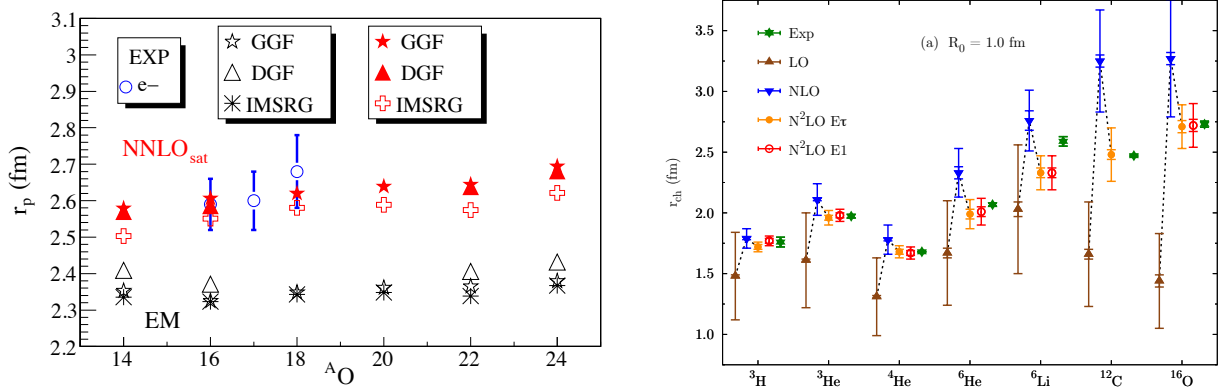 3.1
3
2.9
2.8
2.7
2.6
2.5
2.4
2.3
2.2
r_p (fm)
EXP
e−
GGF
DGF
IMSRG
GGF
DGF
IMSRG
NNLO_sat
EM
14 16 18 20 22 24
^AO
3.5
3.0
2.5
2.0
1.5
1.0
r_ch (fm)
Exp
LO
NLO
N²LO Eτ
N²LO E1
(a) R₀ = 1.0 fm
³H ³He ⁴He ⁶He ⁶Li ¹²C ¹⁶O